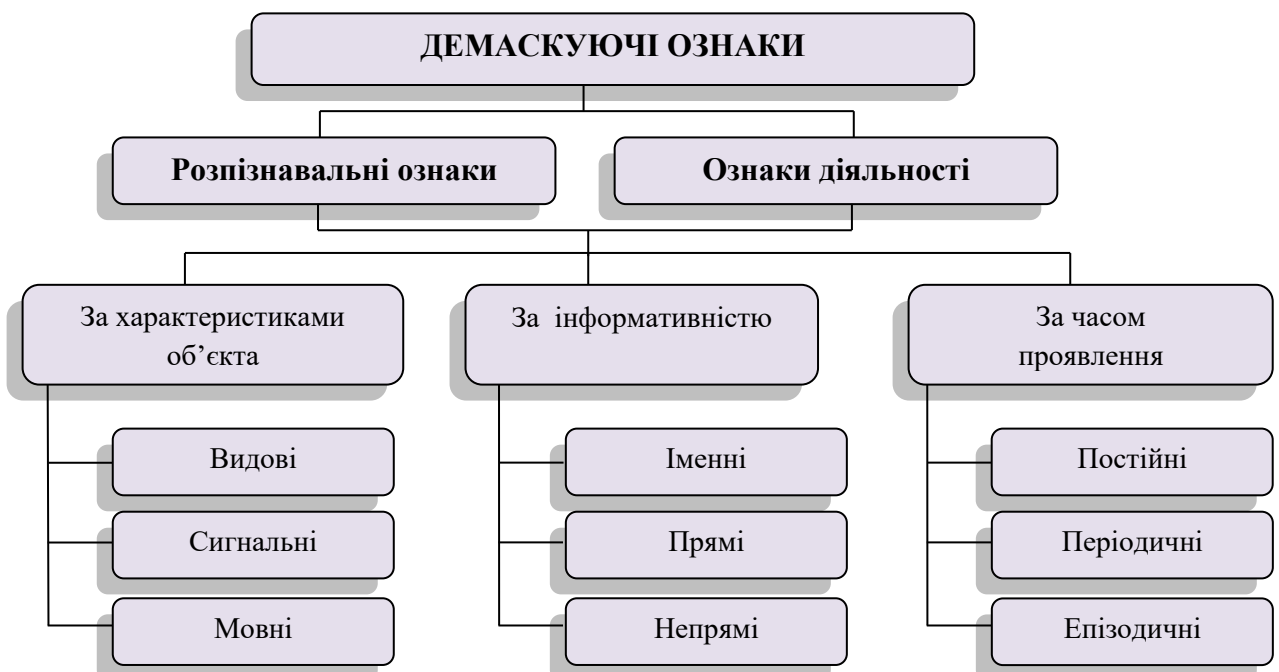 ДЕМАСКУЮЧІ ОЗНАКИ
Розпізнавальні ознаки
Ознаки діяльності
За характеристиками
об’єкта
За інформативністю
За часом
проявлення
Видові
Іменні
Постійні
Сигнальні
Прямі
Періодичні
Мовні
Непрямі
Епізодичні